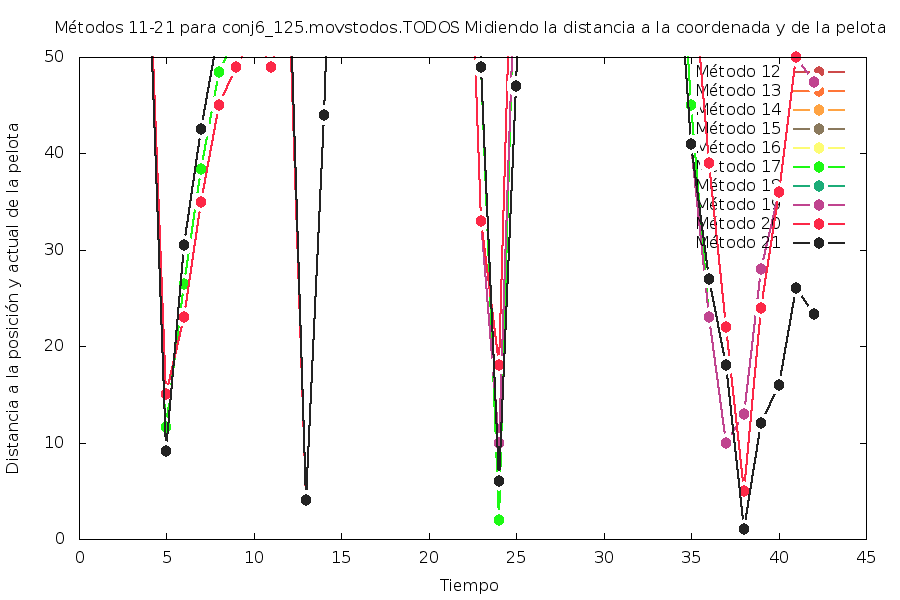 Métodos 11-21 para conj6_125.movstodos.TODOS Midiendo la distancia a la coordenada y de la pelota
Distancia a la posición y actual de la pelota
50
40
30
20
10
0
0 5 10 15 20 25 30 35 40 45
Tiempo
Método 12
Método 13
Método 14
Método 15
Método 16
Método 17
Método 18
Método 19
Método 20
Método 21